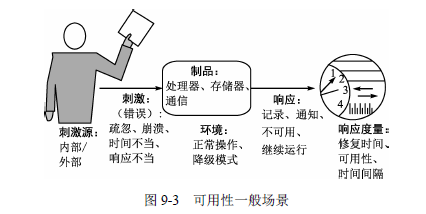 刺激源：
内部/
外部
刺激：
（错误）：
疏忽、崩溃、
时间不当、
响应不当
制品：
处理器、存储器、
通信
环境：
正常操作、
降级模式
响应：
记录、通知、
不可用、
继续运行
1
2
3
4
响应度量：
修复时间、
可用性、
时间间隔
图 9-3 可用性一般场景